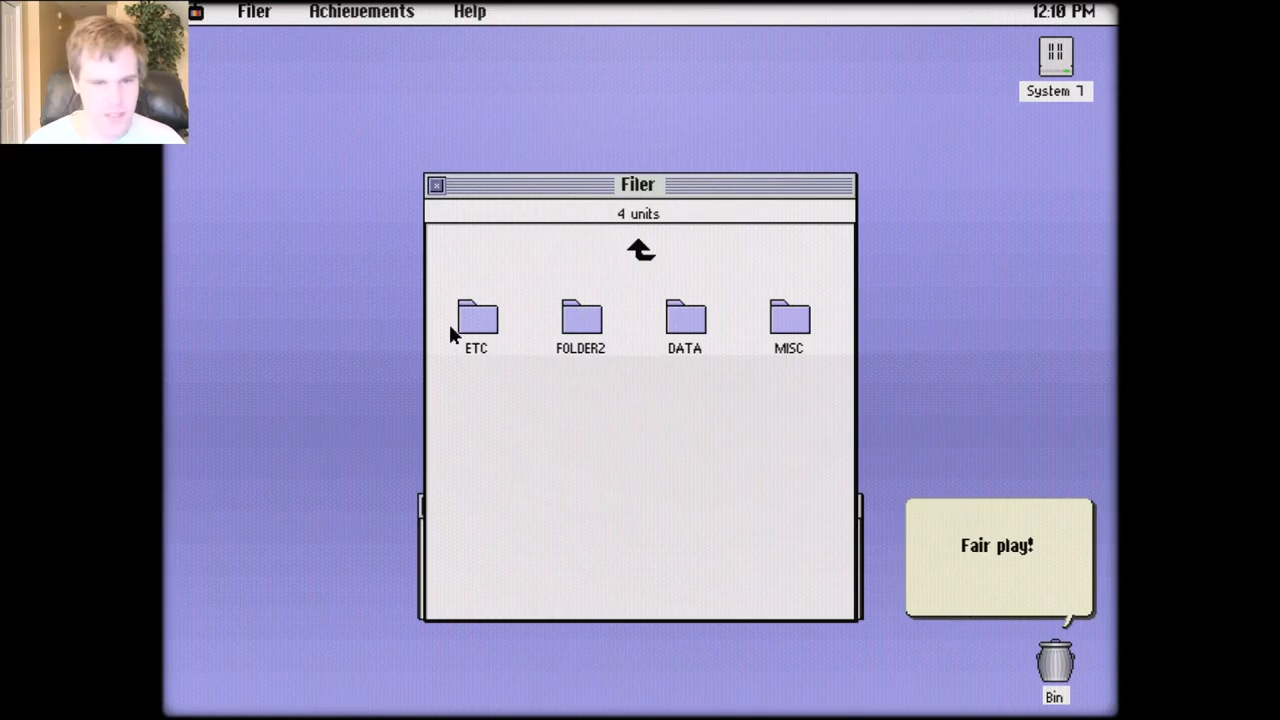 Filer Achievements Help 12:10 PM
System 7
Filer
4 units
ETC FOLDER2 DATA MISC
Fair play!
Bin